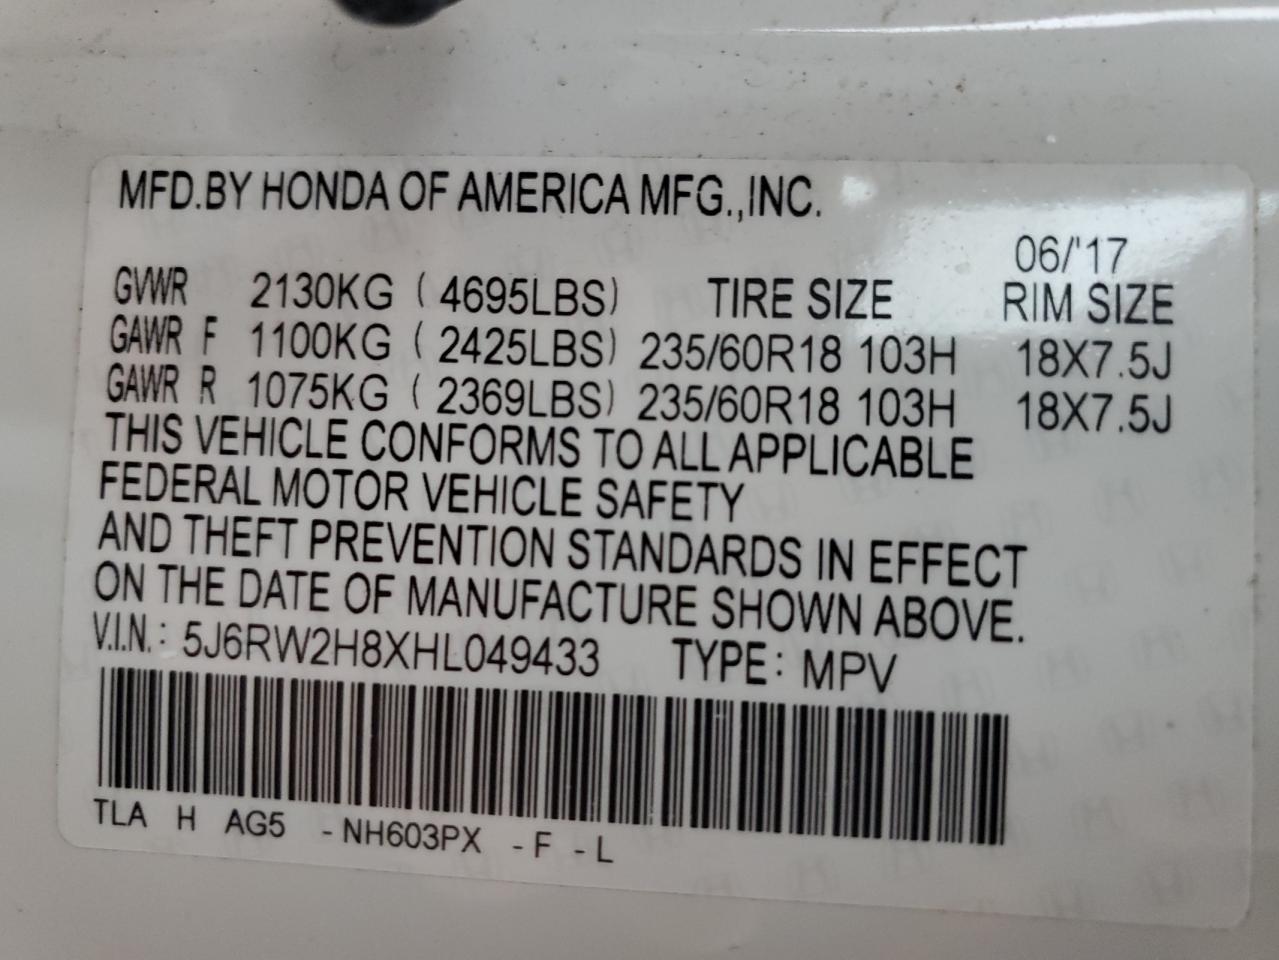 MFD.BY HONDA OF AMERICA MFG.,INC.
06/'17
GVWR 2130KG ( 4695LBS) TIRE SIZE RIM SIZE
GAWR F 1100KG ( 2425LBS) 235/60R18 103H 18X7.5J
GAWR R 1075KG ( 2369LBS) 235/60R18 103H 18X7.5J
THIS VEHICLE CONFORMS TO ALL APPLICABLE
FEDERAL MOTOR VEHICLE SAFETY
AND THEFT PREVENTION STANDARDS IN EFFECT
ON THE DATE OF MANUFACTURE SHOWN ABOVE.
V.I.N.: 5J6RW2H8XHL049433 TYPE: MPV
TLA H AG5 -NH603PX -F -L